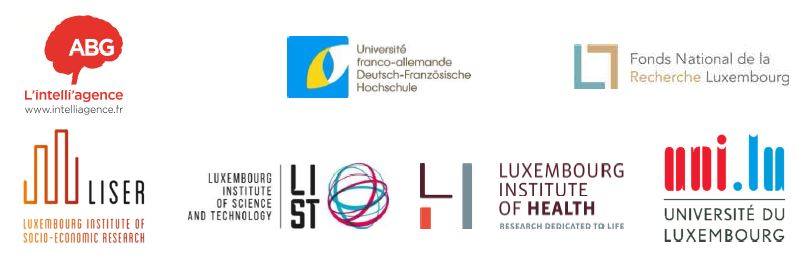 ABG
L'intelli'agence
www.intelliagence.fr
Université
franco-allemande
Deutsch-Französische
Hochschule
Fonds National de la
Recherche Luxembourg
LISER
LUXEMBOURG INSTITUTE OF
SOCIO-ECONOMIC RESEARCH
LUXEMBOURG
INSTITUTE
OF SCIENCE
AND TECHNOLOGY
LI
ST
LUXEMBOURG
INSTITUTE
OF HEALTH
RESEARCH DEDICATED TO LIFE
uni.lu
UNIVERSITÉ DU
LUXEMBOURG